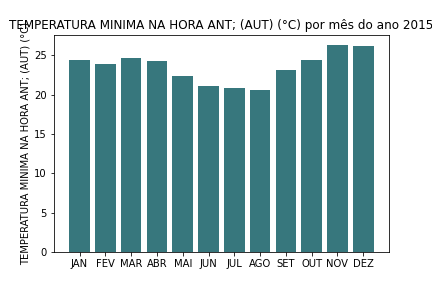 TEMPERATURA MINIMA NA HORA ANT; (AUT) (°C) por mês do ano 2015
TEMPERATURA MINIMA NA HORA ANT; (AUT) (°C)
25
20
15
10
5
0
JAN FEV MAR ABR MAI JUN JUL AGO SET OUT NOV DEZ